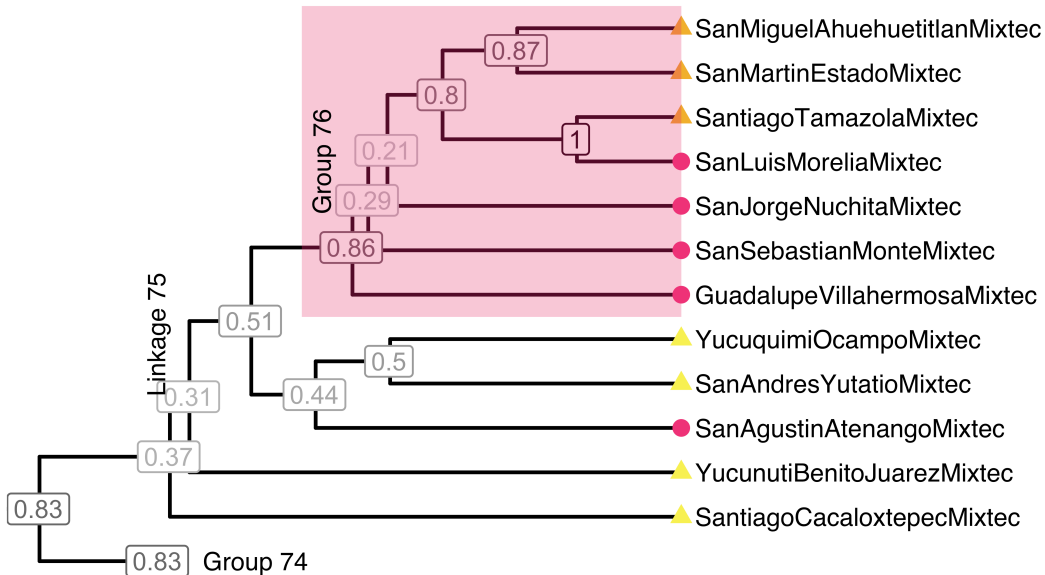 SanMiguelAhuehuetitlanMixtec
0.87
SanMartinEstadoMixtec
0.8
SantiagoTamazolaMixtec
1
Group 76
0.21
SanLuisMoreliaMixtec
0.29
SanJorgeNuchitaMixtec
0.86
SanSebastianMonteMixtec
GuadalupeVillahermosaMixtec
Linkage 75
0.51
YucuquimiOcampoMixtec
0.5
SanAndresYutatioMixtec
0.44
0.31
SanAgustinAtenangoMixtec
0.37
YucunutiBenitoJuarezMixtec
0.83
SantiagoCacaloxtepecMixtec
0.83 Group 74